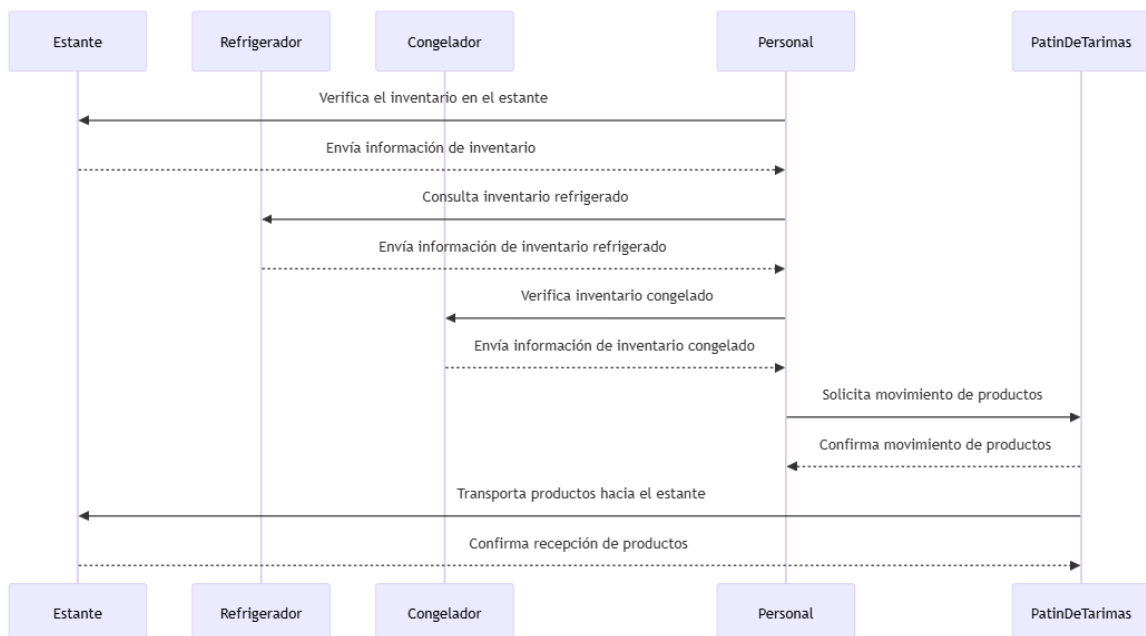 Estante
Refrigerador
Congelador
Personal
PatinDeTarimas
Verifica el inventario en el estante
Envía información de inventario
Consulta inventario refrigerado
Envía información de inventario refrigerado
Verifica inventario congelado
Envía información de inventario congelado
Solicita movimiento de productos
Confirma movimiento de productos
Transporta productos hacia el estante
Confirma recepción de productos
Estante
Refrigerador
Congelador
Personal
PatinDeTarimas